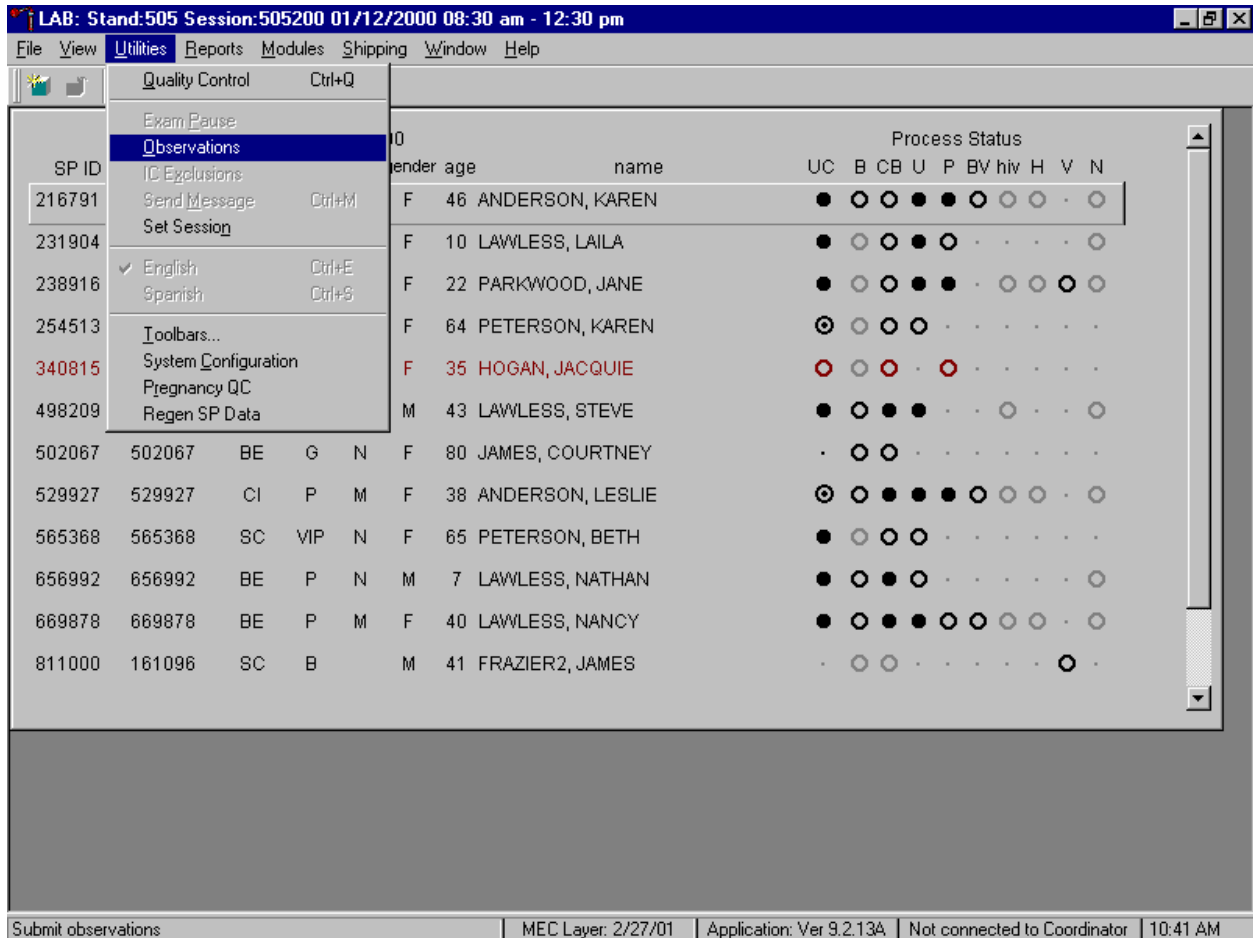 LAB: Stand:505 Session:505200 01/12/2000 08:30 am - 12:30 pm
File View Utilities Reports Modules Shipping Window Help
Quality Control Ctrl+Q
Exam Pause
Observations
IC Exclusions
Send Message Ctrl+M
Set Session
English Ctrl+E
Spanish Ctrl+S
Toolbars...
System Configuration
Pregnancy QC
Regen SP Data
Process Status
SP ID age name UC B CB U P BV hiv H V N
216791 F 46 ANDERSON, KAREN
231904 F 10 LAWLESS, LAILA
238916 F 22 PARKWOOD, JANE
254513 F 64 PETERSON, KAREN
340815 F 35 HOGAN, JACQUIE
498209 M 43 LAWLESS, STEVE
502067 502067 BE G N F 80 JAMES, COURTNEY
529927 529927 CI P M F 38 ANDERSON, LESLIE
565368 565368 SC VIP N F 65 PETERSON, BETH
656992 656992 BE P N M 7 LAWLESS, NATHAN
669878 669878 BE P M F 40 LAWLESS, NANCY
811000 161096 SC B M 41 FRAZIER2, JAMES
Submit observations MEC Layer: 2/27/01 Application: Ver 9.2.13A Not connected to Coordinator 10:41 AM